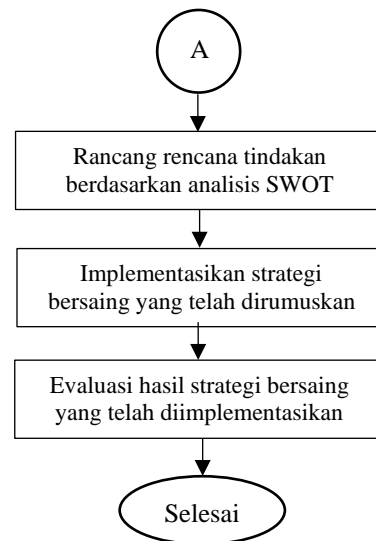 A
Rancang rencana tindakan
berdasarkan analisis SWOT
Implementasikan strategi
bersaing yang telah dirumuskan
Evaluasi hasil strategi bersaing
yang telah diimplementasikan
Selesai